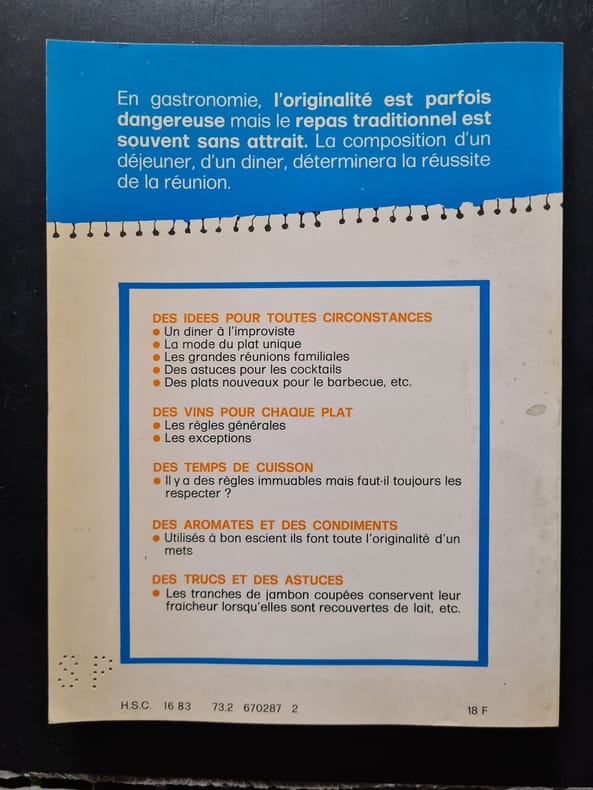 En gastronomie, l'originalité est parfois
dangereuse mais le repas traditionnel est
souvent sans attrait. La composition d'un
déjeuner, d'un diner, déterminera la réussite
de la réunion.
DES IDEES POUR TOUTES CIRCONSTANCES
● Un diner à l'improviste
● La mode du plat unique
● Les grandes réunions familiales
● Des astuces pour les cocktails
● Des plats nouveaux pour le barbecue, etc.
DES VINS POUR CHAQUE PLAT
● Les règles générales
● Les exceptions
DES TEMPS DE CUISSON
● Il y a des règles immuables mais faut-il toujours les
respecter ?
DES AROMATES ET DES CONDIMENTS
● Utilisés à bon escient ils font toute l'originalité d'un
mets
DES TRUCS ET DES ASTUCES
● Les tranches de jambon coupées conservent leur
fraicheur lorsqu'elles sont recouvertes de lait, etc.
SP
H.S.C. 16 83 73.2 670287 2 18 F